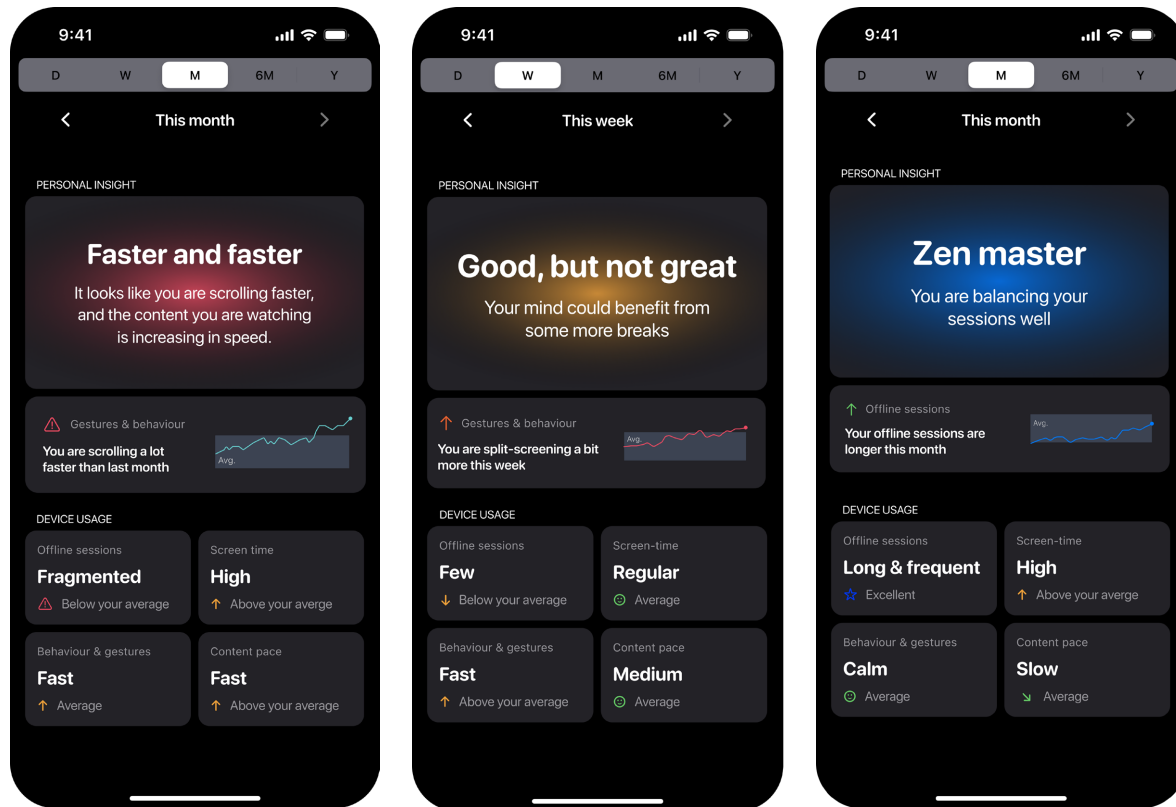 9:41
D W M 6M Y
This month
PERSONAL INSIGHT
Faster and faster
It looks like you are scrolling faster,
and the content you are watching
is increasing in speed.
Gestures & behaviour
You are scrolling a lot
faster than last month
Avg.
DEVICE USAGE
Offline sessions
Fragmented
Below your average
Screen time
High
Above your averge
Behaviour & gestures
Fast
Average
Content pace
Fast
Above your average
9:41
D W M 6M Y
This week
PERSONAL INSIGHT
Good, but not great
Your mind could benefit from
some more breaks
Gestures & behaviour
You are split-screening a bit
more this week
Avg.
DEVICE USAGE
Offline sessions
Few
Below your average
Screen-time
Regular
Average
Behaviour & gestures
Fast
Above your average
Content pace
Medium
Average
9:41
D W M 6M Y
This month
PERSONAL INSIGHT
Zen master
You are balancing your
sessions well
Offline sessions
Your offline sessions are
longer this month
Avg.
DEVICE USAGE
Offline sessions
Long & frequent
Excellent
Screen-time
High
Above your averge
Behaviour & gestures
Calm
Average
Content pace
Slow
Average